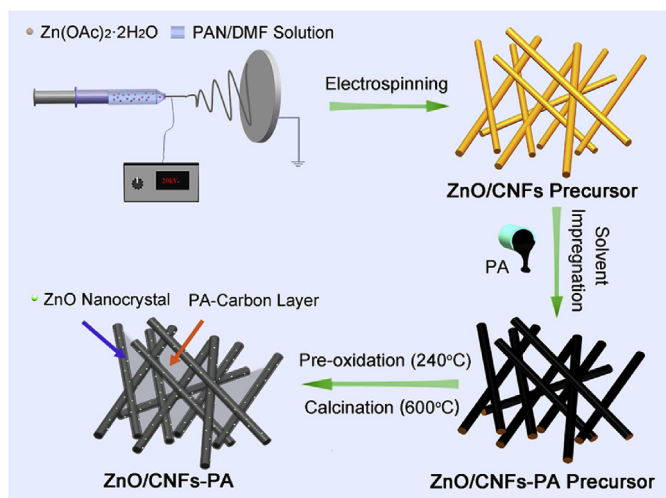 Zn(OAc)₂·2H₂O
PAN/DMF Solution
20kV
Electrospinning
ZnO/CNFs Precursor
PA
Solvent
Impregnation
ZnO Nanocrystal
PA-Carbon Layer
Pre-oxidation (240°C)
Calcination (600°C)
ZnO/CNFs-PA
ZnO/CNFs-PA Precursor